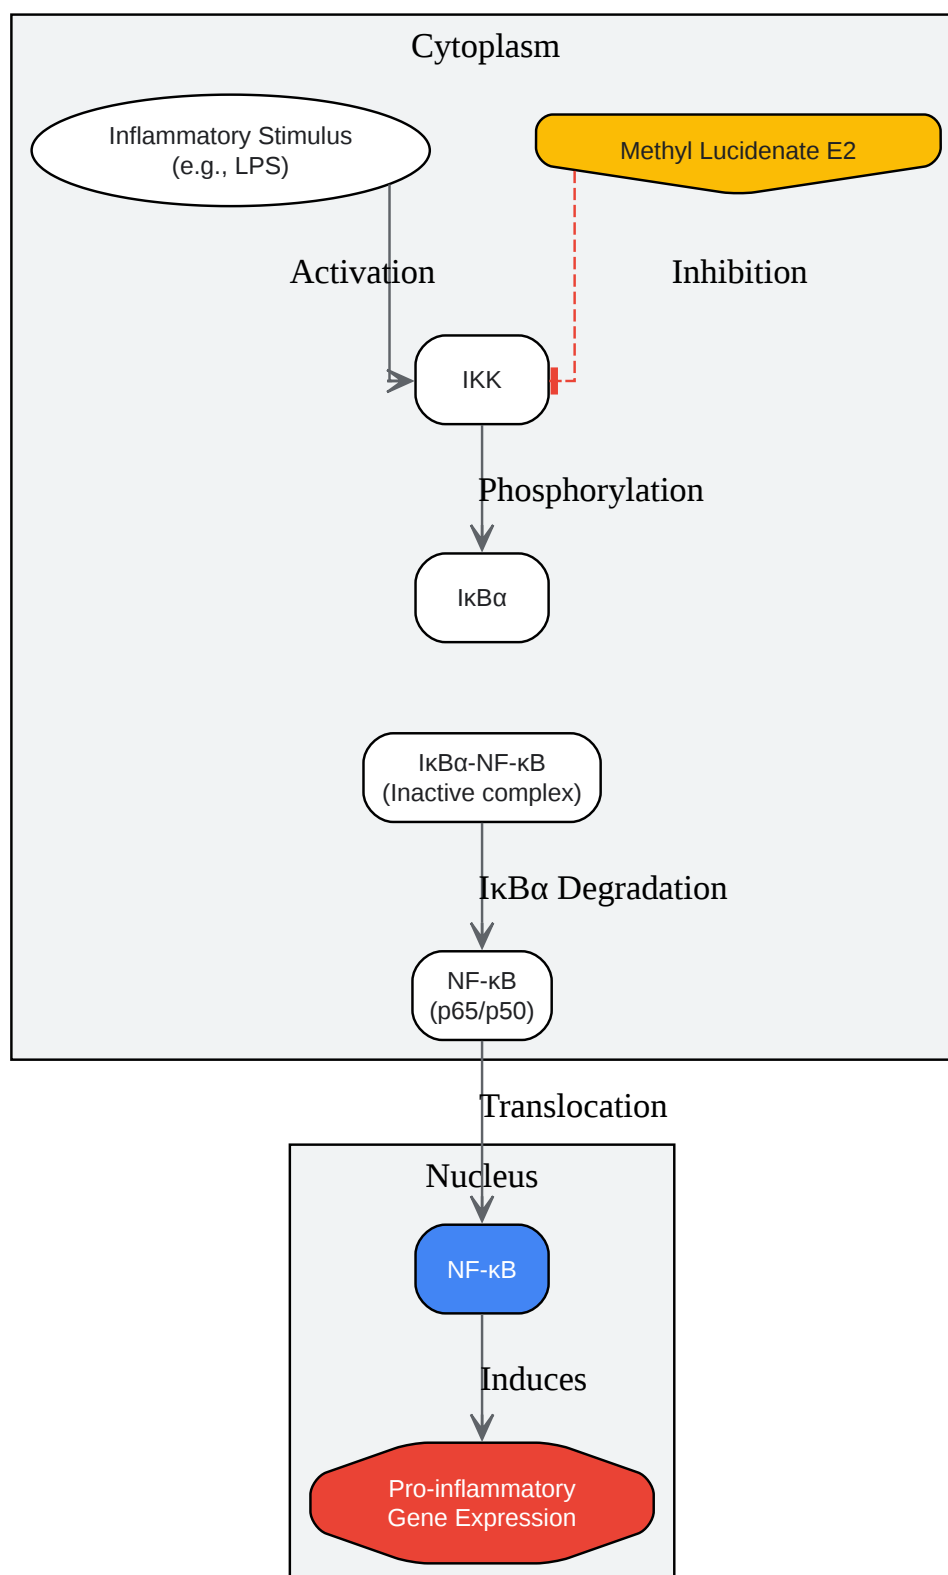 Cytoplasm
Inflammatory Stimulus
(e.g., LPS)
Methyl Lucidenate E2
Activation
Inhibition
IKK
Phosphorylation
IκBα
IκBα-NF-κB
(Inactive complex)
IκBα Degradation
NF-κB
(p65/p50)
Translocation
Nucleus
NF-κB
Induces
Pro-inflammatory
Gene Expression